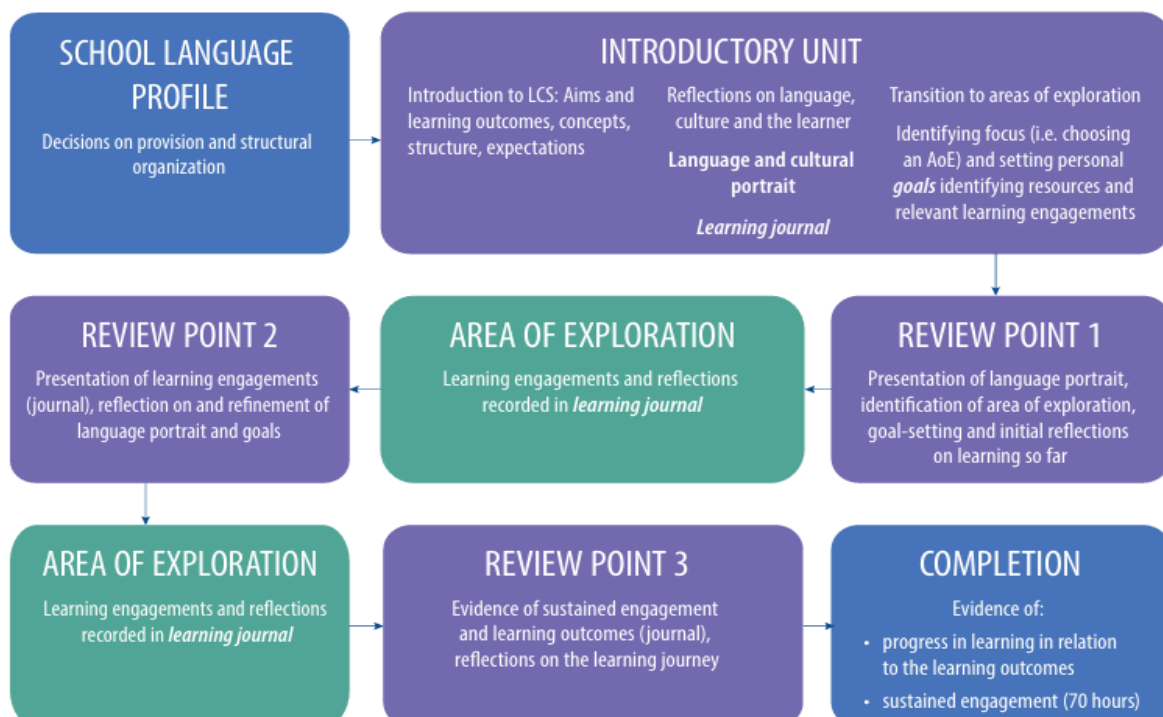 SCHOOL LANGUAGE
PROFILE
Decisions on provision and structural
organization
INTRODUCTORY UNIT
Introduction to LCS: Aims and
learning outcomes, concepts,
structure, expectations
Reflections on language,
culture and the learner
Language and cultural
portrait
Learning journal
Transition to areas of exploration
Identifying focus (i.e. choosing
an AoE) and setting personal
goals identifying resources and
relevant learning engagements
REVIEW POINT 1
Presentation of language portrait,
identification of area of exploration,
goal-setting and initial reflections
on learning so far
AREA OF EXPLORATION
Learning engagements and reflections
recorded in learning journal
REVIEW POINT 2
Presentation of learning engagements
(journal), reflection on and refinement of
language portrait and goals
AREA OF EXPLORATION
Learning engagements and reflections
recorded in learning journal
REVIEW POINT 3
Evidence of sustained engagement
and learning outcomes (journal),
reflections on the learning journey
COMPLETION
Evidence of:
• progress in learning in relation
to the learning outcomes
• sustained engagement (70 hours)